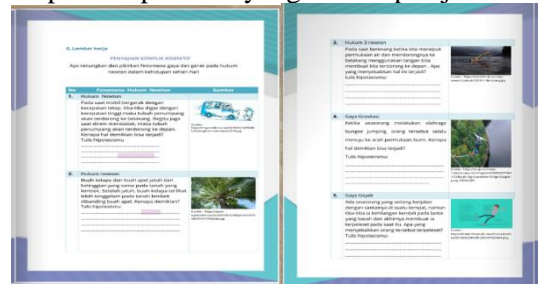 G. Lembar kerja
PENYAJIAN KONFLIK KOGNITIF
Ayo renungkan dan pikirkan fenomena gaya dan gerak pada hukum
newton dalam kehidupan sehari-hari
No Fenomena Hukum Newton Gambar
1. Hukum Newton
Pada saat mobil bergerak dengan
kecepatan tetap, tiba-tiba digas dengan
kecepatan tinggi maka tubuh penumpang
akan terdorong ke belakang. Begitu juga
saat direm mendadak, maka tubuh
penumpang akan terdorong ke depan.
Kenapa hal demikian bisa terjadi?
Tulis hipotesismu
2. Hukum newton
Buah kelapa dan buah apel jatuh dari
ketinggian yang sama pada tanah yang
lembek. Setelah jatuh, buah kelapa terlihat
lebih tenggelam pada tanah lembek
dibanding buah apel. Kenapa demikian?
Tulis hipotesismu
3. Hukum 3 newton
Pada saat berenang ketika kita menepuk
permukaan air dan mendorongnya ke
belakang menggunakan tangan bisa
membuat kita terdorong ke depan. Apa
yang menyebabkan hal ini terjadi?
tulis hipotesismu
4. Gaya Gravitasi
Ketika seseorang melakukan olahraga
bungee jumping, orang tersebut selalu
menuju ke arah permukaan bumi. Kenapa
hal demikian bisa terjadi?
Tulis hipotesismu
5. Gaya Gesek
Ada seseorang yang sedang berjalan
dengan santainya di suatu tempat, namun
tiba-tiba ia kehilangan kendali pada lantai
yang basah dan akhirnya membuat ia
terpeleset pada saat itu. Apa yang
menyebabkan orang tersebut terpeleset?
Tulis hipotesismu